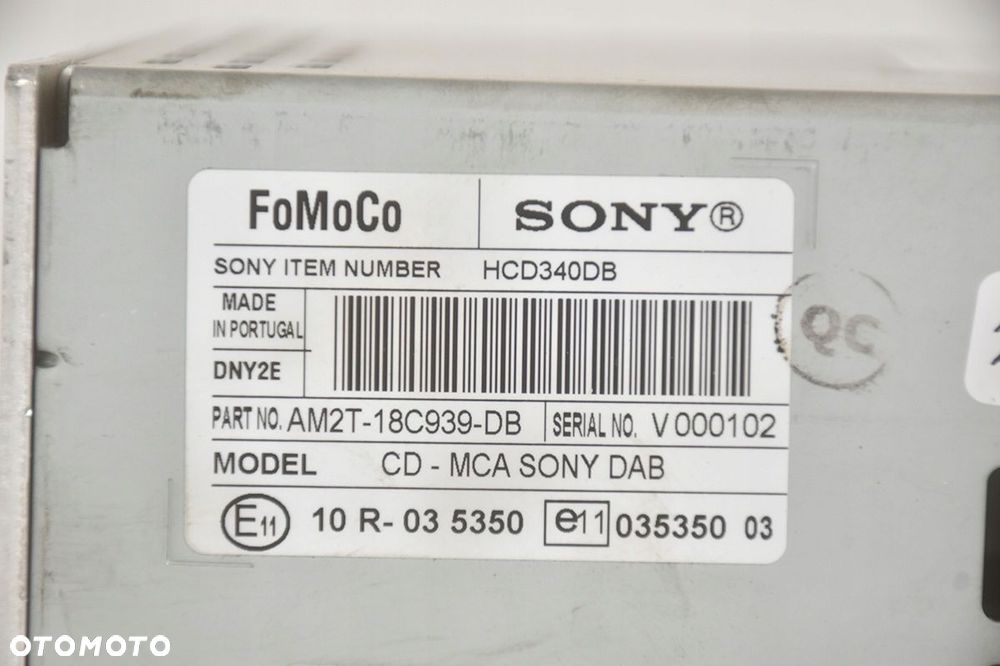 FoMoCo SONY®
SONY ITEM NUMBER HCD340DB
MADE
IN PORTUGAL
DNY2E
QC
PART NO. AM2T-18C939-DB SERIAL NO. V 000102
MODEL CD - MCA SONY DAB
E11 10 R- 03 5350 e11 035350 03
OTOMOTO